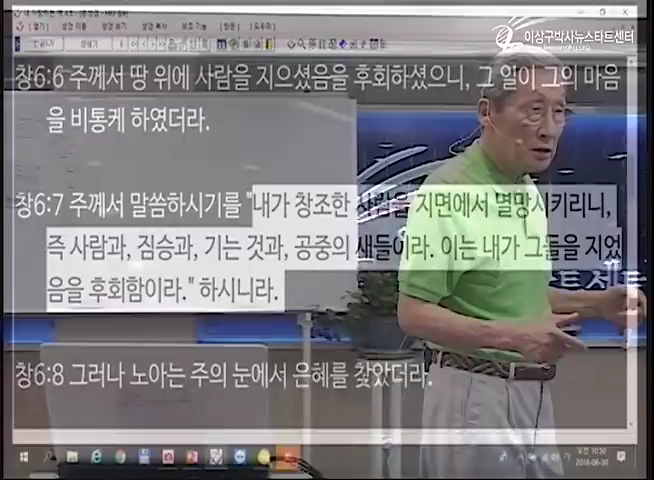 이상구박사뉴스타트센터
창6:6 주께서 땅 위에 사람을 지으셨음을 후회하셨으니, 그 일이 그의 마음
을 비통케 하였더라.
창6:7 주께서 말씀하시기를 "내가 창조한 사람을 지면에서 멸망시키리니,
즉 사람과, 짐승과, 기는 것과, 공중의 새들이라. 이는 내가 그들을 지었
음을 후회함이라." 하시니라.
창6:8 그러나 노아는 주의 눈에서 은혜를 찾았더라.
오전 10:50
2018-06-30